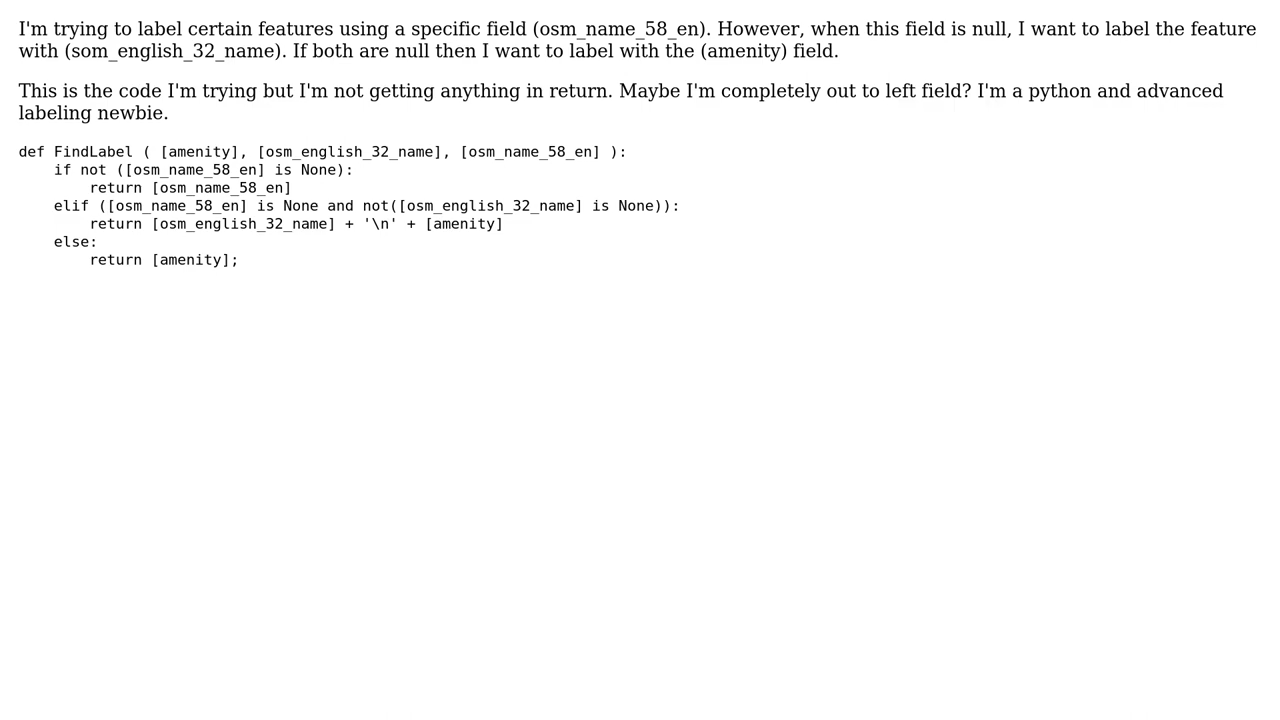 I'm trying to label certain features using a specific field (osm_name_58_en). However, when this field is null, I want to label the feature
with (som_english_32_name). If both are null then I want to label with the (amenity) field.
This is the code I'm trying but I'm not getting anything in return. Maybe I'm completely out to left field? I'm a python and advanced
labeling newbie.
def FindLabel ( [amenity], [osm_english_32_name], [osm_name_58_en] ):
    if not ([osm_name_58_en] is None):
        return [osm_name_58_en]
    elif ([osm_name_58_en] is None and not([osm_english_32_name] is None)):
        return [osm_english_32_name] + '\n' + [amenity]
    else:
        return [amenity];